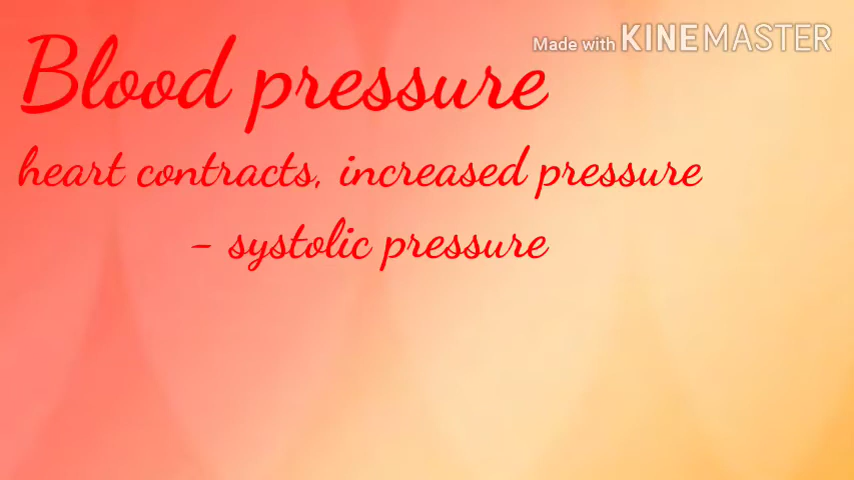 Made with KINEMASTER
Blood pressure
heart contracts, increased pressure
- systolic pressure